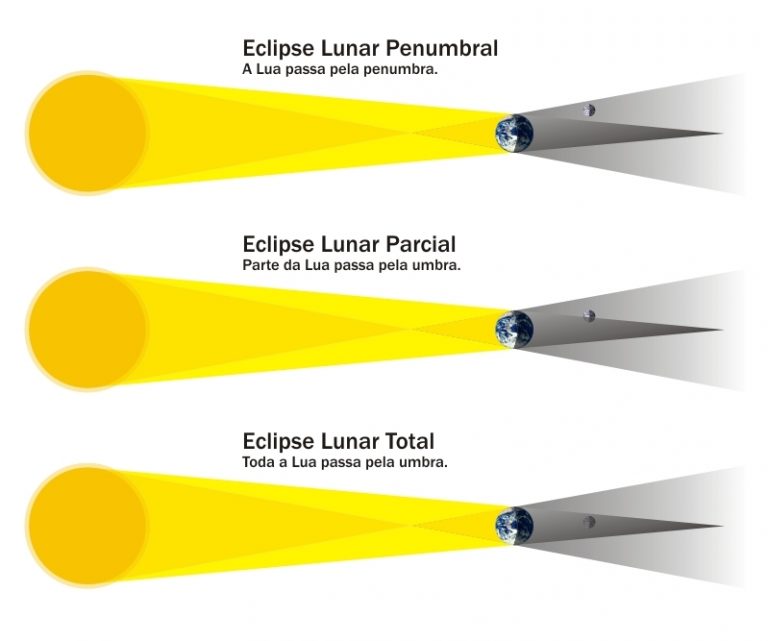 Eclipse Lunar Penumbral
A Lua passa pela penumbra.
Eclipse Lunar Parcial
Parte da Lua passa pela umbra.
Eclipse Lunar Total
Toda a Lua passa pela umbra.